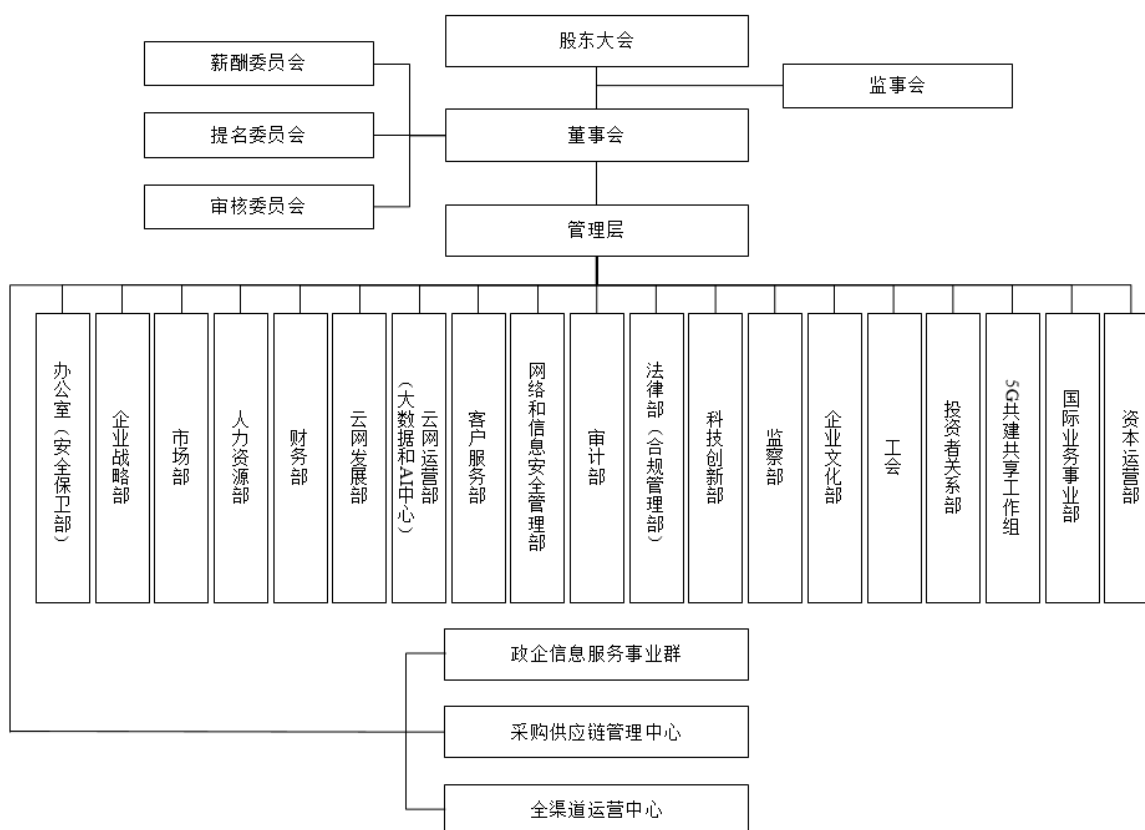 股东大会
薪酬委员会
监事会
提名委员会
董事会
审核委员会
管理层
办公室（安全保卫部）
企业战略部
市场部
人力资源部
财务部
云网发展部
云网运营部
（大数据和AI中心）
客户服务部
网络和信息安全管理部
审计部
法律部（合规管理部）
科技创新部
监察部
企业文化部
工会
投资者关系部
5G共建共享工作组
国际业务事业部
资本运营部
政企信息服务事业群
采购供应链管理中心
全渠道运营中心